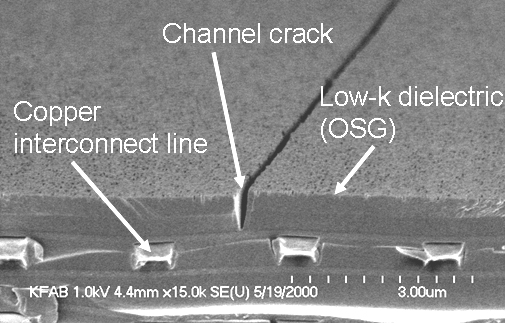 Channel crack
Low-k dielectric
(OSG)
Copper
interconnect line
KFAB 1.0kV 4.4mm x15.0k SE(U) 5/19/2000
3.00um